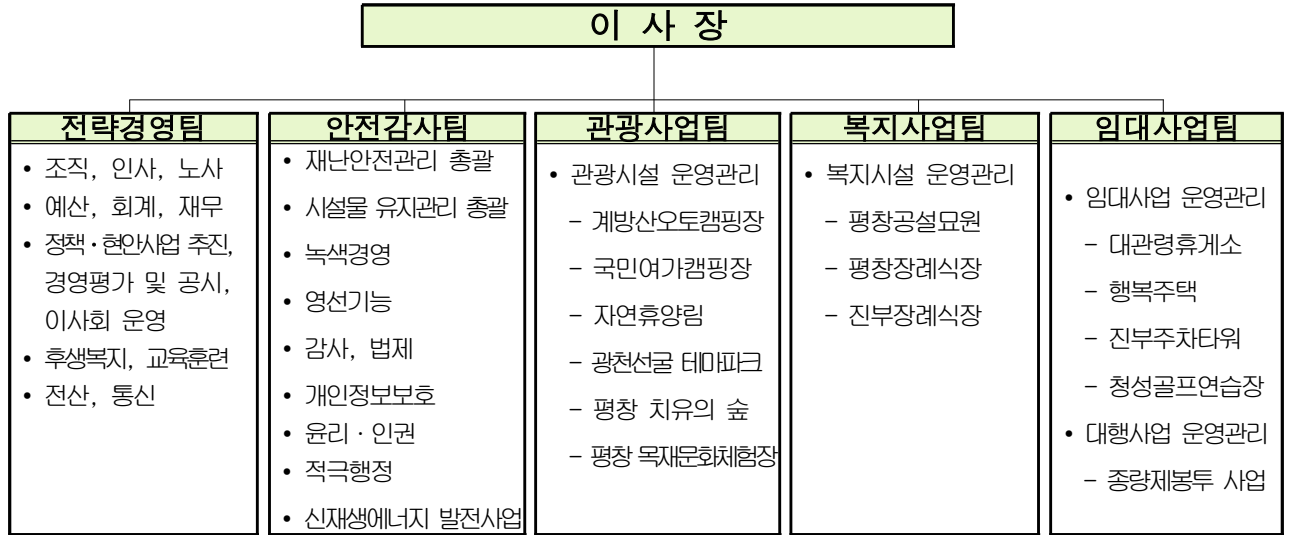 이 사 장
전략경영팀
• 조직, 인사, 노사
• 예산, 회계, 재무
• 정책·현안사업 추진,
경영평가 및 공시,
이사회 운영
• 후생복지, 교육훈련
• 전산, 통신
안전감사팀
• 재난안전관리 총괄
• 시설물 유지관리 총괄
• 녹색경영
• 영선기능
• 감사, 법제
• 개인정보보호
• 윤리·인권
• 적극행정
• 신재생에너지 발전사업
관광사업팀
• 관광시설 운영관리
– 계방산오토캠핑장
– 국민여가캠핑장
– 자연휴양림
– 광천선굴 테마파크
– 평창 치유의 숲
– 평창 목재문화체험장
복지사업팀
• 복지시설 운영관리
– 평창공설묘원
– 평창장례식장
– 진부장례식장
임대사업팀
• 임대사업 운영관리
– 대관령휴게소
– 행복주택
– 진부주차타워
– 청성골프연습장
• 대행사업 운영관리
– 종량제봉투 사업